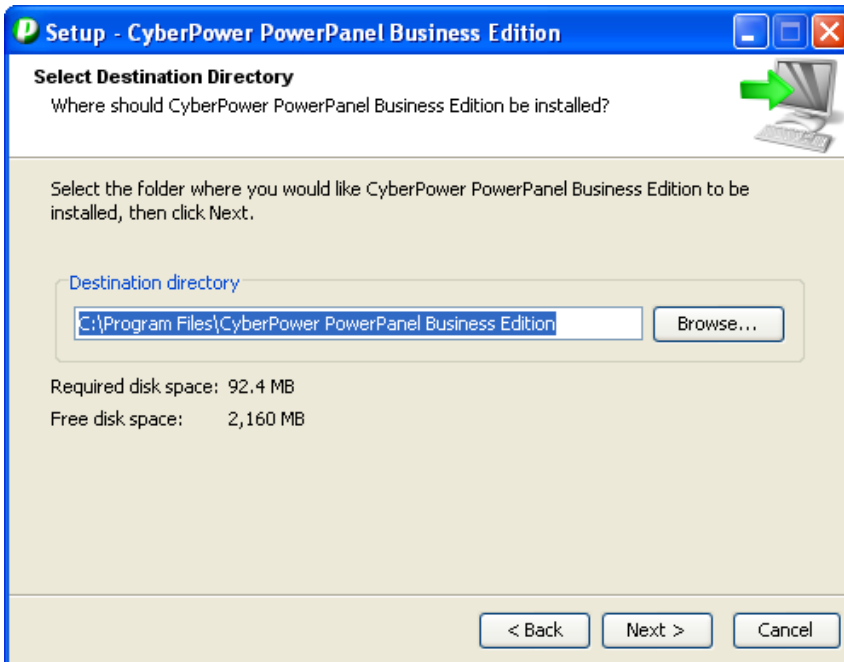 Setup - CyberPower PowerPanel Business Edition
Select Destination Directory
Where should CyberPower PowerPanel Business Edition be installed?
Select the folder where you would like CyberPower PowerPanel Business Edition to be
installed, then click Next.
Destination directory
C:\Program Files\CyberPower PowerPanel Business Edition
Browse...
Required disk space: 92.4 MB
Free disk space: 2,160 MB
< Back
Next >
Cancel